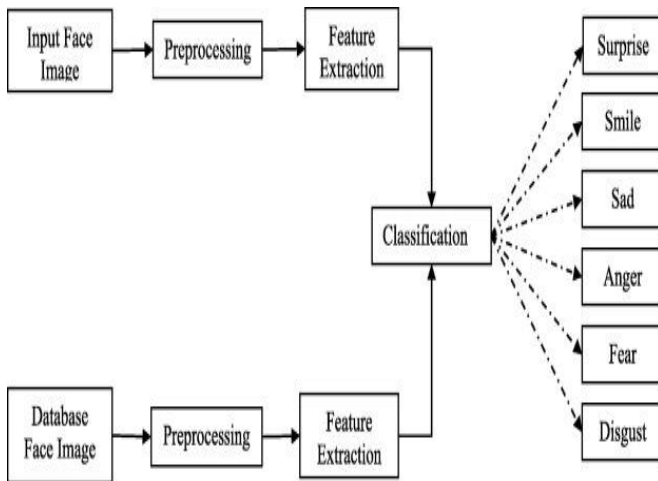 Input Face
Image
Preprocessing
Feature
Extraction
Classification
Surprise
Smile
Sad
Anger
Fear
Disgust
Database
Face Image
Preprocessing
Feature
Extraction